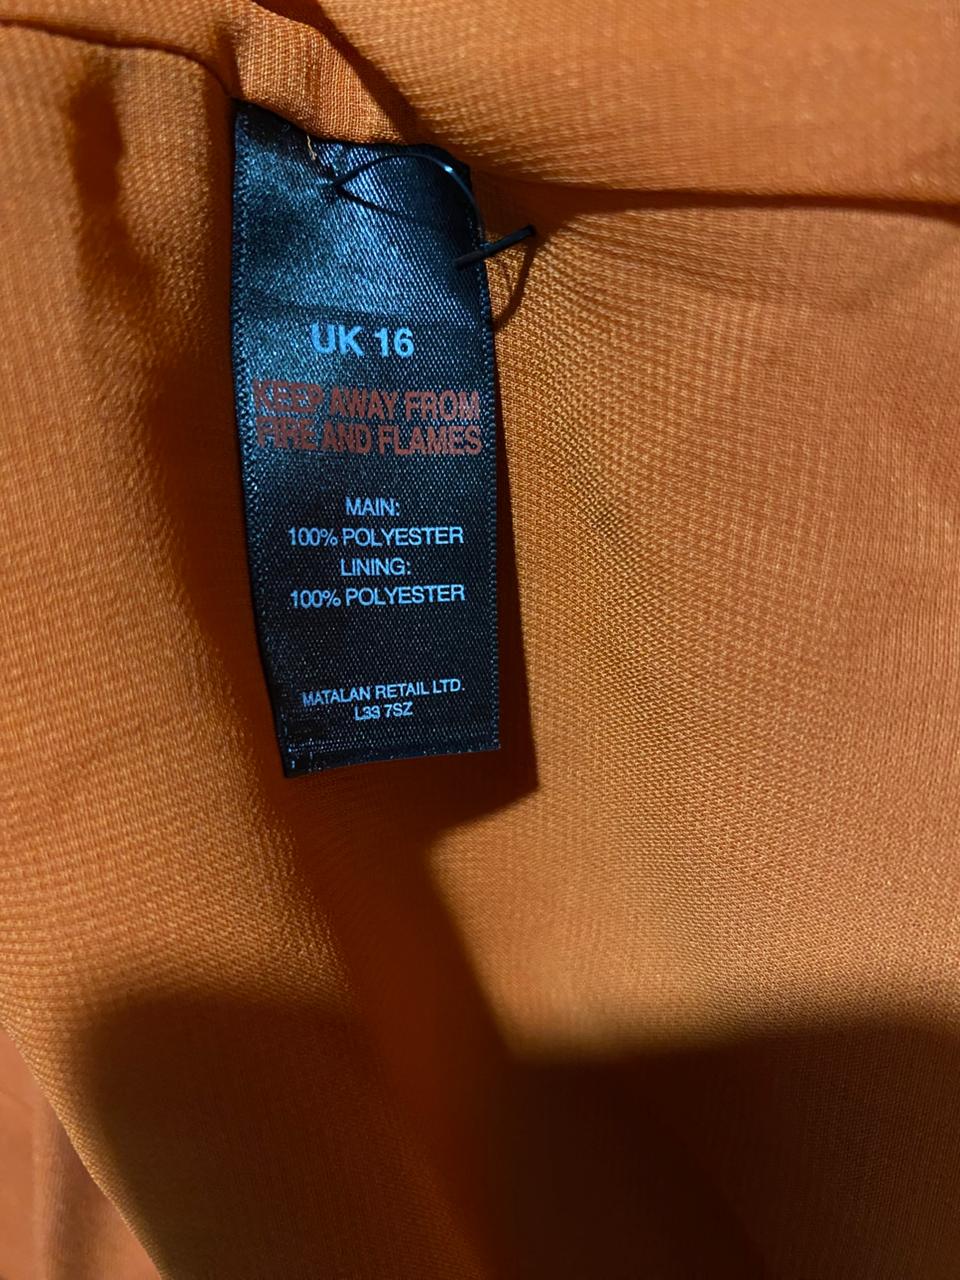 UK 16
KEEP AWAY FROM
FIRE AND FLAMES
MAIN:
100% POLYESTER
LINING:
100% POLYESTER
MATALAN RETAIL LTD.
L33 7SZ